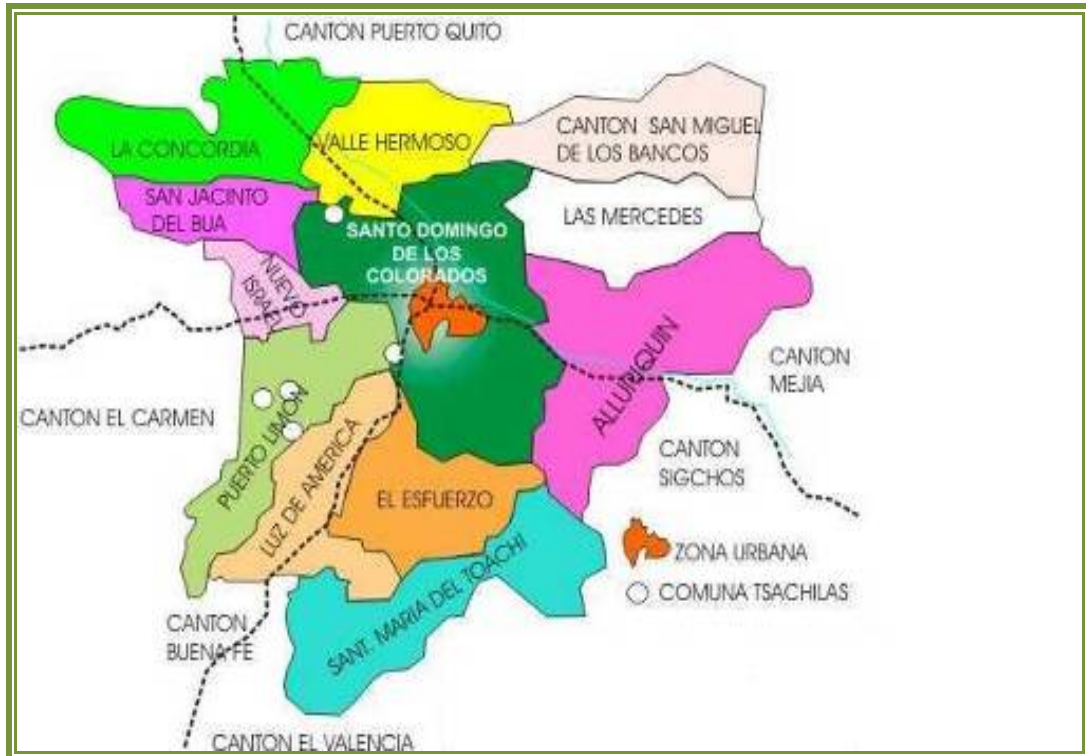 CANTON PUERTO QUITO
LA CONCORDIA
VALLE HERMOSO
CANTON SAN MIGUEL
DE LOS BANCOS
SAN JACINTO
DEL BUA
LAS MERCEDES
SANTO DOMINGO
DE LOS
COLORADOS
NUEVO
ISRAEL
ALLURIQUIN
CANTON
MEJIA
CANTON EL CARMEN
PUERTO LIMON
LUZ DE AMERICA
EL ESFUERZO
CANTON
SIGCHOS
SANT. MARIA DEL TOACHI
ZONA URBANA
COMUNA TSACHILAS
CANTON
BUENA FE
CANTON EL VALENCIA